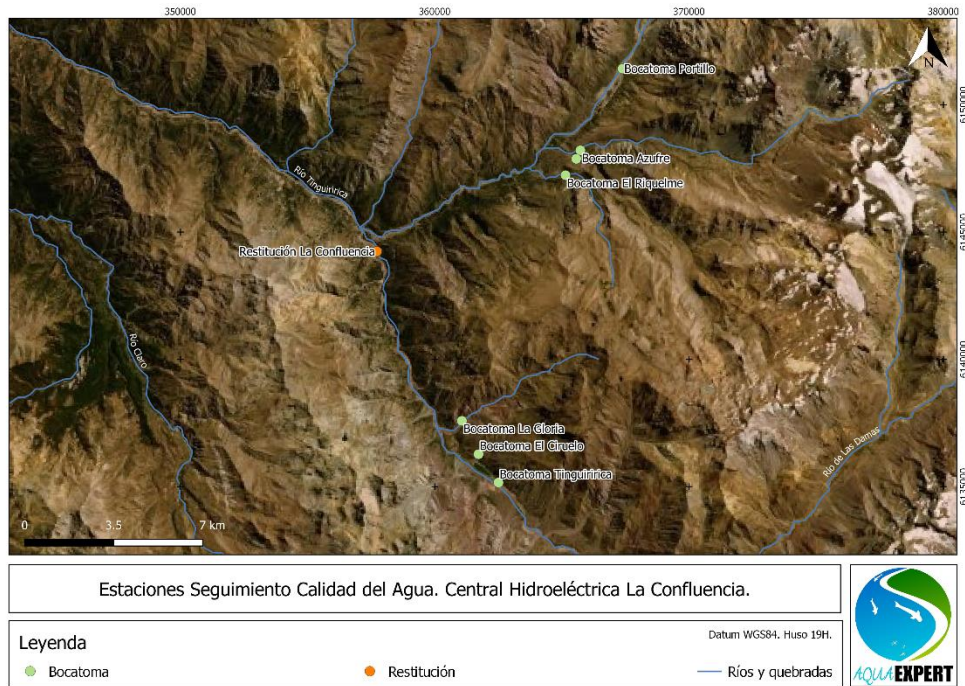 350000
360000
370000
380000
N
Bocatoma Portillo
6150000
Bocatoma Azufre
Bocatoma El Riquelme
Río Tinguiririca
Restitución La Confluencia
6145000
Río Claro
6140000
Bocatoma La Gloria
Bocatoma El Ciruelo
Río de Las Damas
Bocatoma Tinguiririca
6135000
0 3.5 7 km
Estaciones Seguimiento Calidad del Agua. Central Hidroeléctrica La Confluencia.
Leyenda
Datum WGS84. Huso 19H.
Bocatoma
Restitución
Ríos y quebradas
AQUAEXPERT